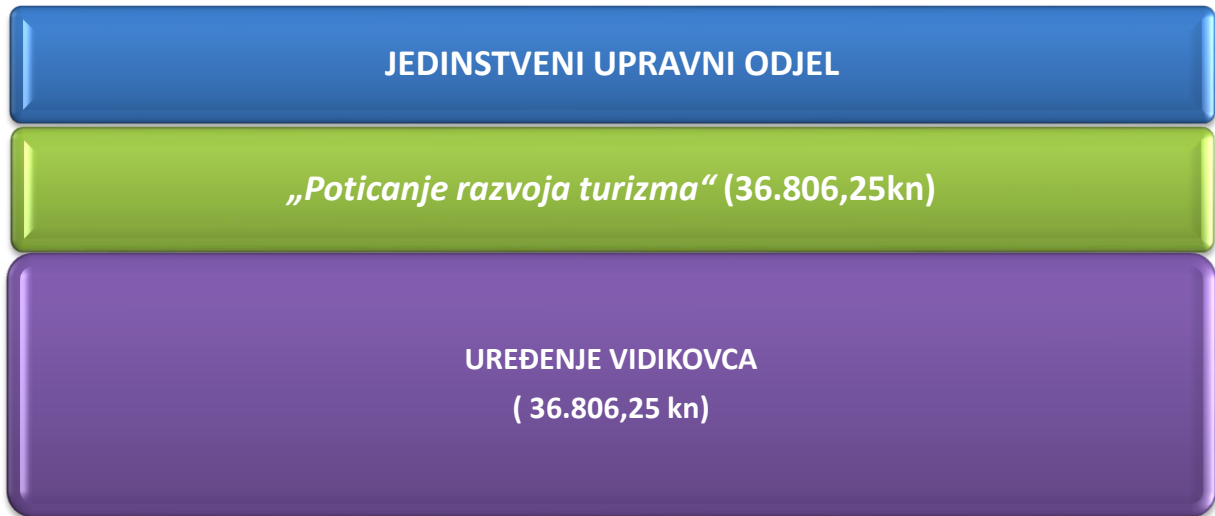 JEDINSTVENI UPRAVNI ODJEL
„Poticanje razvoja turizma“ (36.806,25kn)
UREĐENJE VIDIKOVCA
( 36.806,25 kn)